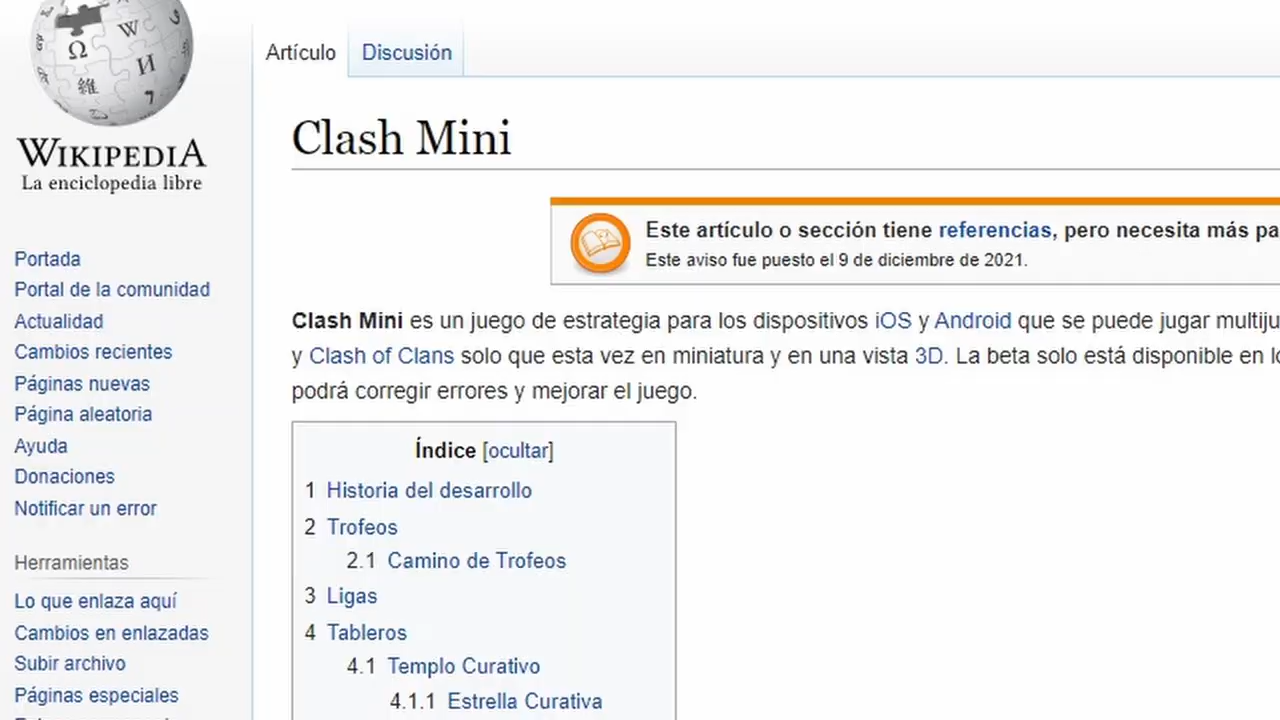 WIKIPEDIA
La enciclopedia libre
Portada
Portal de la comunidad
Actualidad
Cambios recientes
Páginas nuevas
Página aleatoria
Ayuda
Donaciones
Notificar un error
Herramientas
Lo que enlaza aquí
Cambios en enlazadas
Subir archivo
Páginas especiales
Artículo Discusión
Clash Mini
Este artículo o sección tiene referencias, pero necesita más pa
Este aviso fue puesto el 9 de diciembre de 2021.
Clash Mini es un juego de estrategia para los dispositivos iOS y Android que se puede jugar multiju
y Clash of Clans solo que esta vez en miniatura y en una vista 3D. La beta solo está disponible en lo
podrá corregir errores y mejorar el juego.
Índice [ocultar]
1 Historia del desarrollo
2 Trofeos
2.1 Camino de Trofeos
3 Ligas
4 Tableros
4.1 Templo Curativo
4.1.1 Estrella Curativa